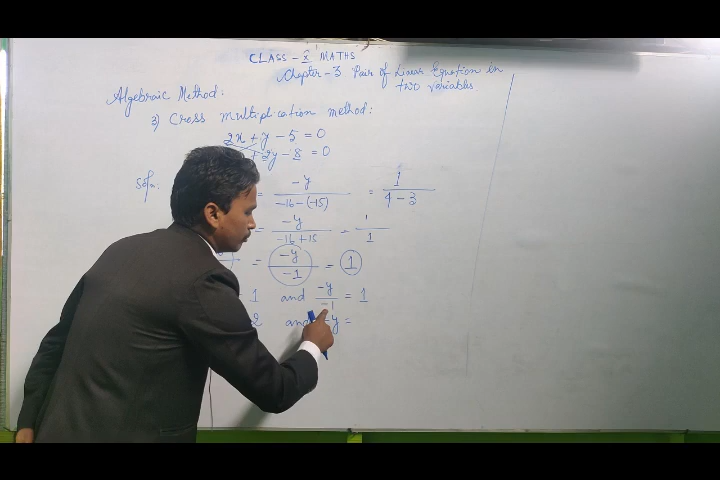 CLASS - X MATHS
Chapter - 3 Pair of Linear Equation in
two variables.
Algebraic Method:
3) Cross multiplication method:
2x + y - 5 = 0
+ 2y - 8 = 0
Solⁿ.
= -y / -16-(-15) = 1 / 4-3
= -y / -16+15 = 1 / 1
= -y / -1 = 1
1 and -y / -1 = 1
2 and -y =